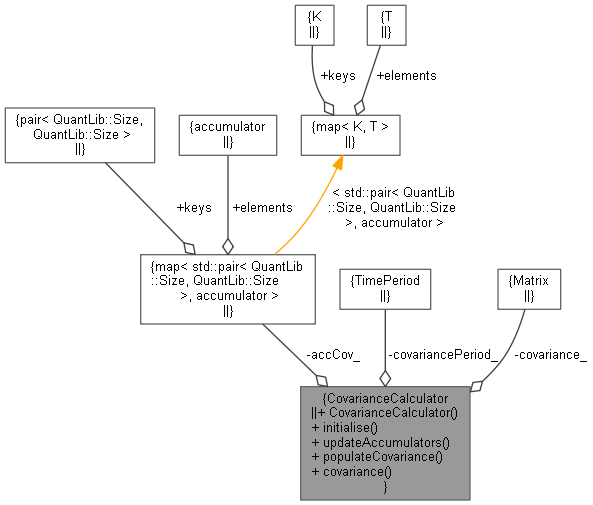 {K
||}
{T
||}
+keys
+elements
{pair< QuantLib::Size,
QuantLib::Size >
||}
{accumulator
||}
{map< K, T >
||}
+keys
+elements
< std::pair< QuantLib
::Size, QuantLib::Size
>, accumulator >
{map< std::pair< QuantLib
::Size, QuantLib::Size
>, accumulator >
||}
{TimePeriod
||}
{Matrix
||}
-accCov_
-covariancePeriod_
-covariance_
{CovarianceCalculator
||+ CovarianceCalculator()
+ initialise()
+ updateAccumulators()
+ populateCovariance()
+ covariance()
}